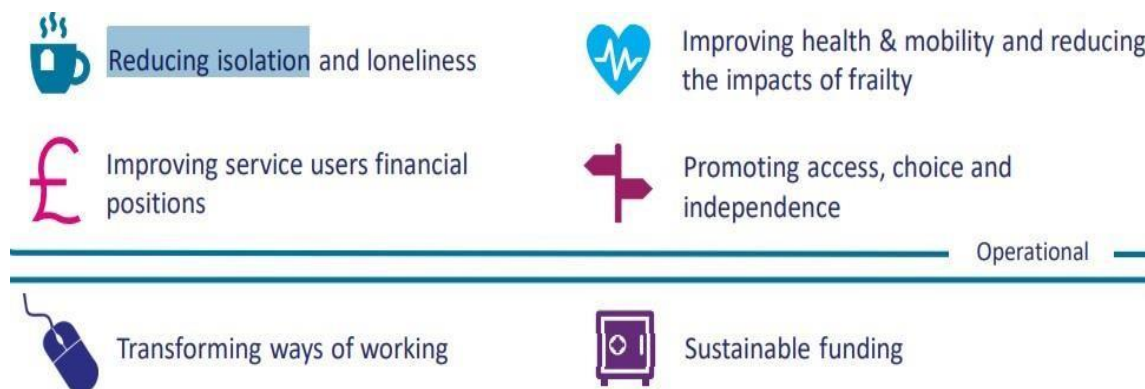 Reducing isolation and loneliness
Improving health & mobility and reducing
the impacts of frailty
Improving service users financial
positions
Promoting access, choice and
independence
Operational
Transforming ways of working
Sustainable funding